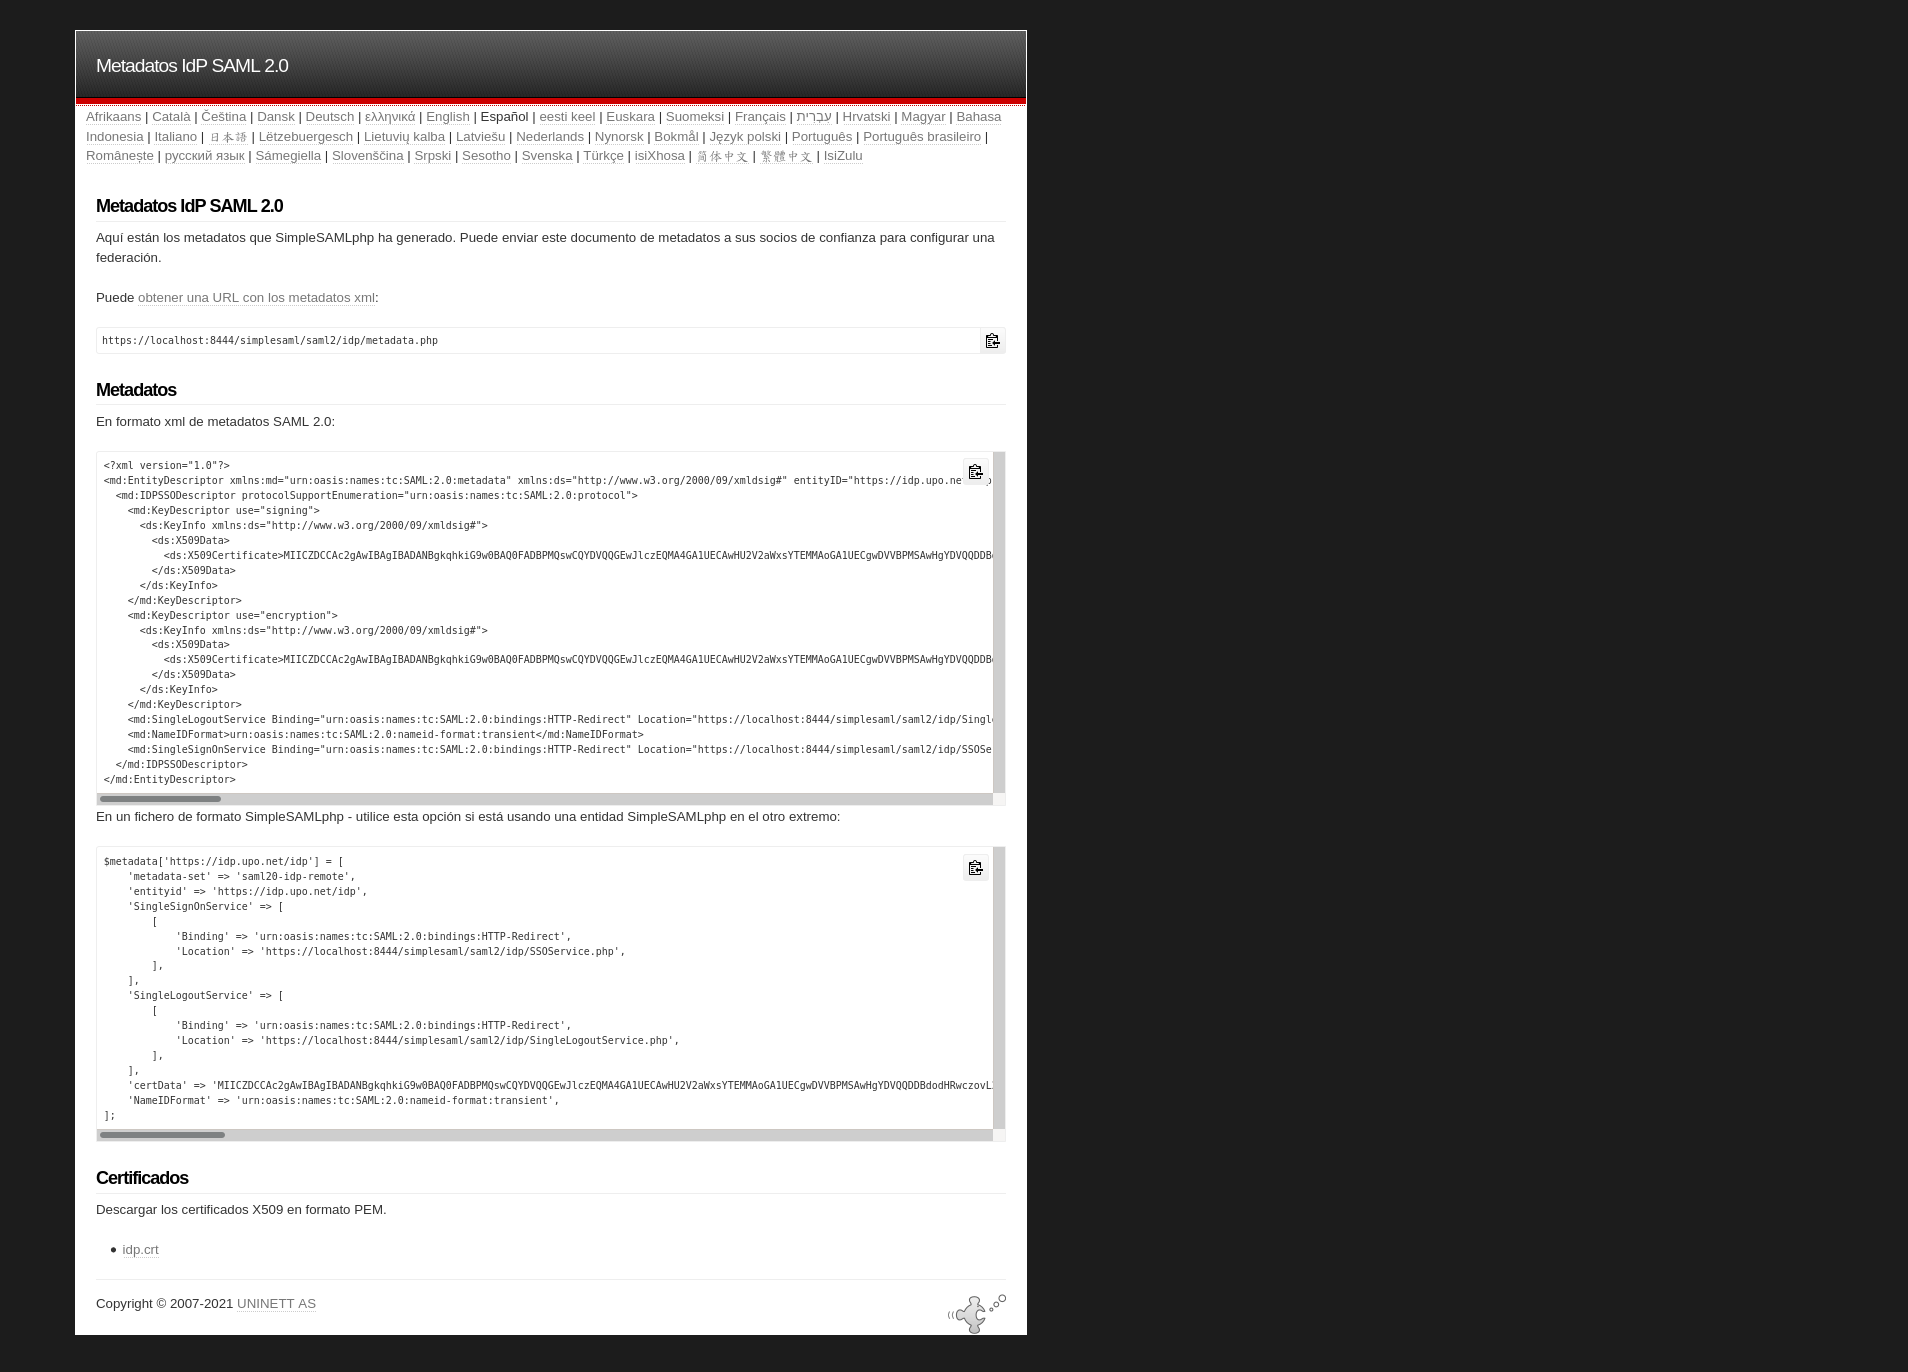 Metadatos IdP SAML 2.0
Afrikaans | Català | Čeština | Dansk | Deutsch | ελληνικά | English | Español | eesti keel | Euskara | Suomeksi | Français | עִבְרִית | Hrvatski | Magyar | Bahasa
Indonesia | Italiano | 日本語 | Lëtzebuergesch | Lietuvių kalba | Latviešu | Nederlands | Nynorsk | Bokmål | Język polski | Português | Português brasileiro |
Românește | русский язык | Sámegiella | Slovenščina | Srpski | Sesotho | Svenska | Türkçe | isiXhosa | 简体中文 | 繁體中文 | IsiZulu
Metadatos IdP SAML 2.0
Aquí están los metadatos que SimpleSAMLphp ha generado. Puede enviar este documento de metadatos a sus socios de confianza para configurar una
federación.
Puede obtener una URL con los metadatos xml:
https://localhost:8444/simplesaml/saml2/idp/metadata.php
Metadatos
En formato xml de metadatos SAML 2.0:
<?xml version="1.0"?>
<md:EntityDescriptor xmlns:md="urn:oasis:names:tc:SAML:2.0:metadata" xmlns:ds="http://www.w3.org/2000/09/xmldsig#" entityID="https://idp.upo.net
<md:IDPSSODescriptor protocolSupportEnumeration="urn:oasis:names:tc:SAML:2.0:protocol">
<md:KeyDescriptor use="signing">
<ds:KeyInfo xmlns:ds="http://www.w3.org/2000/09/xmldsig#">
<ds:X509Data>
<ds:X509Certificate>MIICZDCCAc2gAwIBAgIBADANBgkqhkiG9w0BAQ0FADBPMQswCQYDVQQGEwJlczEQMA4GA1UECAwHU2V2aWxsYTEMMAoGA1UECgwDVVBPMSAwHgYDVQQDDB
</ds:X509Data>
</ds:KeyInfo>
</md:KeyDescriptor>
<md:KeyDescriptor use="encryption">
<ds:KeyInfo xmlns:ds="http://www.w3.org/2000/09/xmldsig#">
<ds:X509Data>
<ds:X509Certificate>MIICZDCCAc2gAwIBAgIBADANBgkqhkiG9w0BAQ0FADBPMQswCQYDVQQGEwJlczEQMA4GA1UECAwHU2V2aWxsYTEMMAoGA1UECgwDVVBPMSAwHgYDVQQDDB
</ds:X509Data>
</ds:KeyInfo>
</md:KeyDescriptor>
<md:SingleLogoutService Binding="urn:oasis:names:tc:SAML:2.0:bindings:HTTP-Redirect" Location="https://localhost:8444/simplesaml/saml2/idp/Single
<md:NameIDFormat>urn:oasis:names:tc:SAML:2.0:nameid-format:transient</md:NameIDFormat>
<md:SingleSignOnService Binding="urn:oasis:names:tc:SAML:2.0:bindings:HTTP-Redirect" Location="https://localhost:8444/simplesaml/saml2/idp/SSOSe
</md:IDPSSODescriptor>
</md:EntityDescriptor>
En un fichero de formato SimpleSAMLphp - utilice esta opción si está usando una entidad SimpleSAMLphp en el otro extremo:
$metadata['https://idp.upo.net/idp'] = [
'metadata-set' => 'saml20-idp-remote',
'entityid' => 'https://idp.upo.net/idp',
'SingleSignOnService' => [
[
'Binding' => 'urn:oasis:names:tc:SAML:2.0:bindings:HTTP-Redirect',
'Location' => 'https://localhost:8444/simplesaml/saml2/idp/SSOService.php',
],
],
'SingleLogoutService' => [
[
'Binding' => 'urn:oasis:names:tc:SAML:2.0:bindings:HTTP-Redirect',
'Location' => 'https://localhost:8444/simplesaml/saml2/idp/SingleLogoutService.php',
],
],
'certData' => 'MIICZDCCAc2gAwIBAgIBADANBgkqhkiG9w0BAQ0FADBPMQswCQYDVQQGEwJlczEQMA4GA1UECAwHU2V2aWxsYTEMMAoGA1UECgwDVVBPMSAwHgYDVQQDDBdodHRwczovL
'NameIDFormat' => 'urn:oasis:names:tc:SAML:2.0:nameid-format:transient',
];
Certificados
Descargar los certificados X509 en formato PEM.
idp.crt
Copyright © 2007-2021 UNINETT AS